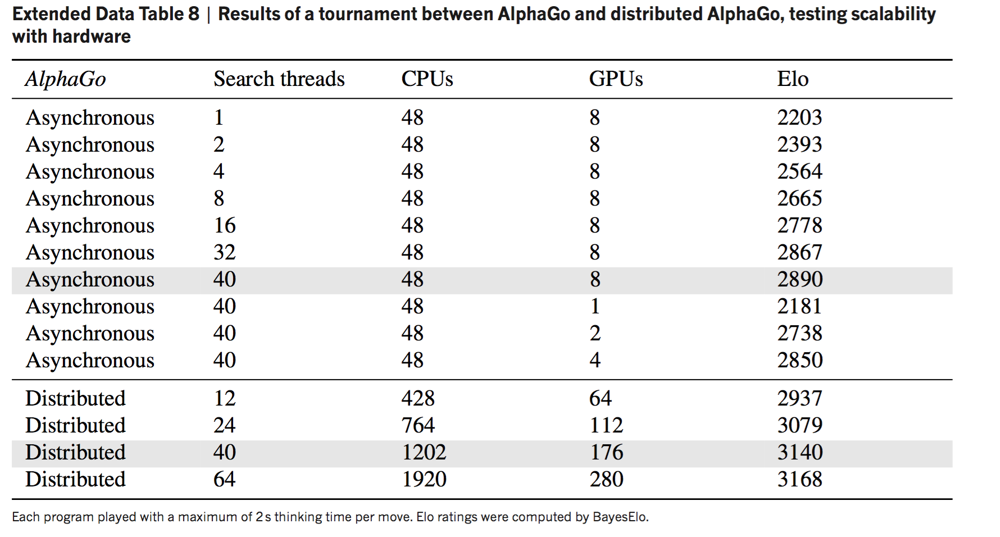 Extended Data Table 8 | Results of a tournament between AlphaGo and distributed AlphaGo, testing scalability
with hardware
AlphaGo Search threads CPUs GPUs Elo
Asynchronous 1 48 8 2203
Asynchronous 2 48 8 2393
Asynchronous 4 48 8 2564
Asynchronous 8 48 8 2665
Asynchronous 16 48 8 2778
Asynchronous 32 48 8 2867
Asynchronous 40 48 8 2890
Asynchronous 40 48 1 2181
Asynchronous 40 48 2 2738
Asynchronous 40 48 4 2850
Distributed 12 428 64 2937
Distributed 24 764 112 3079
Distributed 40 1202 176 3140
Distributed 64 1920 280 3168
Each program played with a maximum of 2 s thinking time per move. Elo ratings were computed by BayesElo.